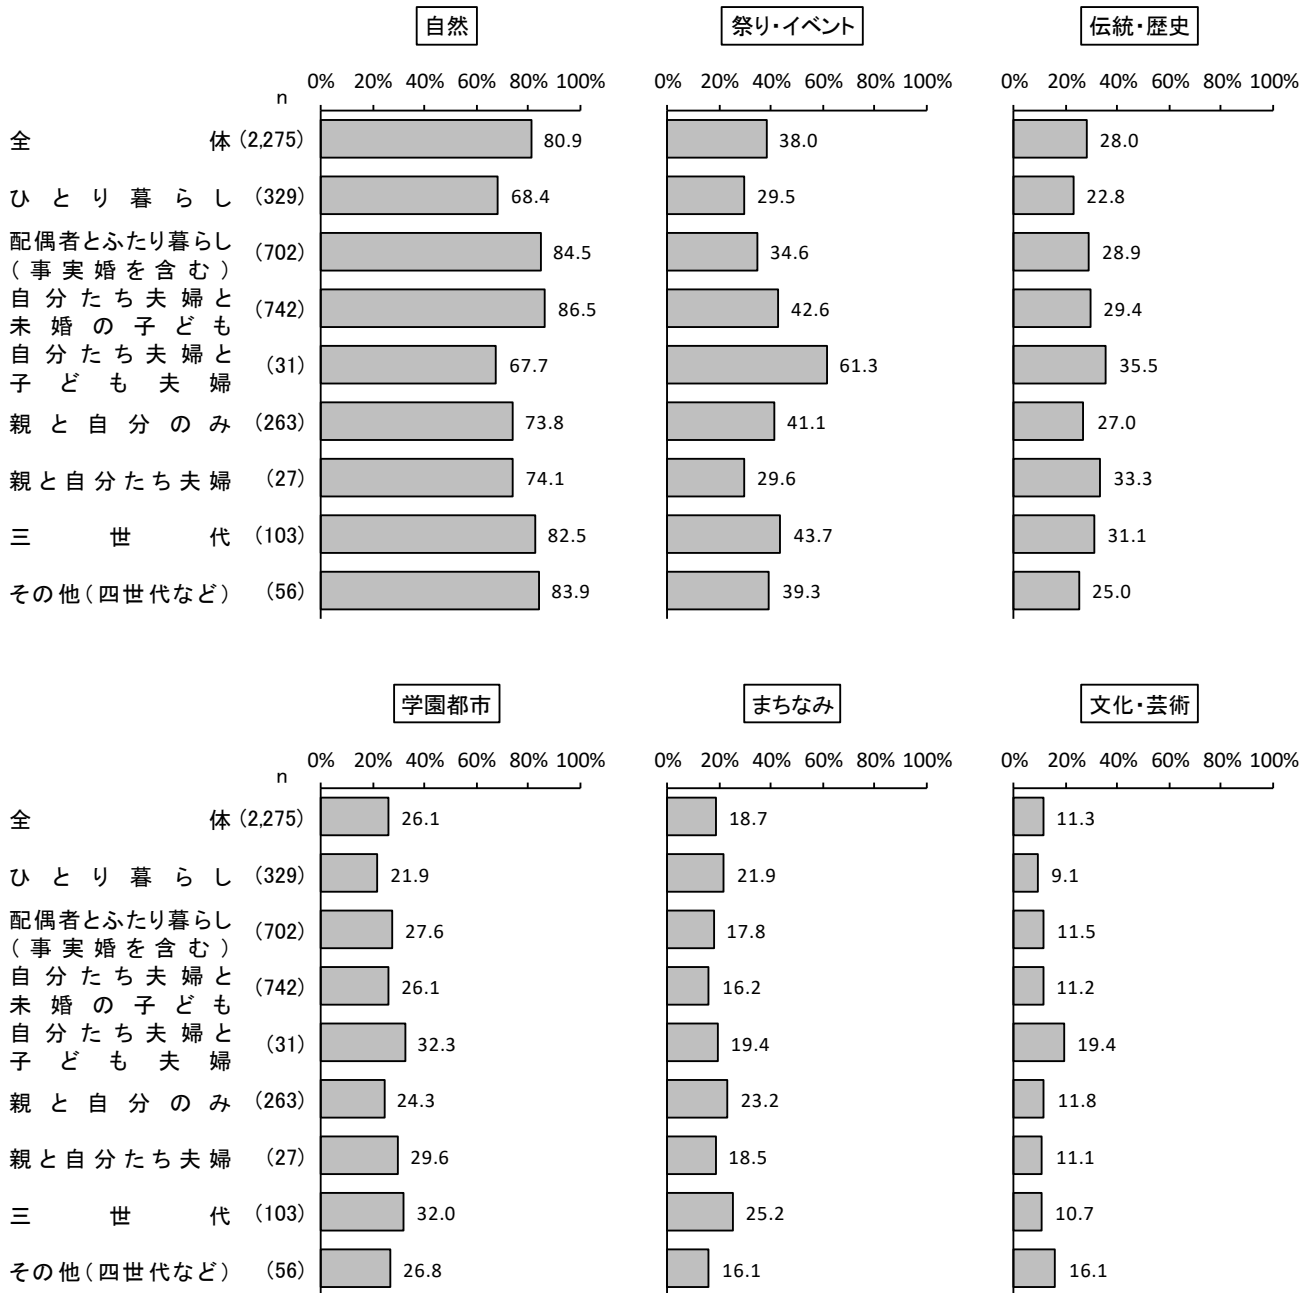 自然 祭り・イベント 伝統・歴史
0% 20% 40% 60% 80% 100% 0% 20% 40% 60% 80% 100% 0% 20% 40% 60% 80% 100%
n
全体 (2,275) 80.9 38.0 28.0
ひとり暮らし (329) 68.4 29.5 22.8
配偶者とふたり暮らし
(事実婚を含む) (702) 84.5 34.6 28.9
自分たち夫婦と
未婚の子ども (742) 86.5 42.6 29.4
自分たち夫婦と
子ども夫婦 (31) 67.7 61.3 35.5
親と自分のみ (263) 73.8 41.1 27.0
親と自分たち夫婦 (27) 74.1 29.6 33.3
三世代 (103) 82.5 43.7 31.1
その他(四世代など) (56) 83.9 39.3 25.0
学園都市 まちなみ 文化・芸術
0% 20% 40% 60% 80% 100% 0% 20% 40% 60% 80% 100% 0% 20% 40% 60% 80% 100%
n
全体 (2,275) 26.1 18.7 11.3
ひとり暮らし (329) 21.9 21.9 9.1
配偶者とふたり暮らし
(事実婚を含む) (702) 27.6 17.8 11.5
自分たち夫婦と
未婚の子ども (742) 26.1 16.2 11.2
自分たち夫婦と
子ども夫婦 (31) 32.3 19.4 19.4
親と自分のみ (263) 24.3 23.2 11.8
親と自分たち夫婦 (27) 29.6 18.5 11.1
三世代 (103) 32.0 25.2 10.7
その他(四世代など) (56) 26.8 16.1 16.1